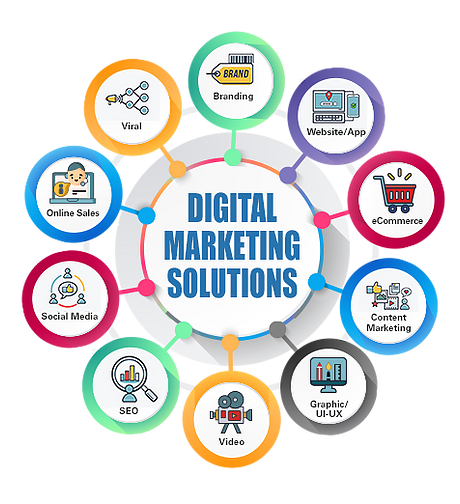 DIGITAL
MARKETING
SOLUTIONS
BRAND
Branding
Website/App
eCommerce
Content
Marketing
Graphic/
UI-UX
Video
SEO
Social Media
Online Sales
Viral